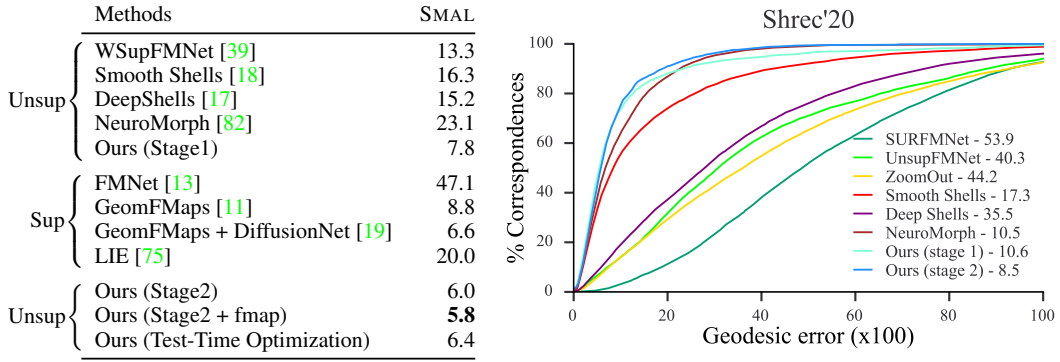 Methods SMAL
WSupFMNet [39] 13.3
Smooth Shells [18] 16.3
Unsup DeepShells [17] 15.2
NeuroMorph [82] 23.1
Ours (Stage1) 7.8
FMNet [13] 47.1
GeomFMaps [11] 8.8
Sup GeomFMaps + DiffusionNet [19] 6.6
LIE [75] 20.0
Ours (Stage2) 6.0
Unsup Ours (Stage2 + fmap) 5.8
Ours (Test-Time Optimization) 6.4
Shrec'20
% Correspondences
100
80
60
40
20
0
SURFMNet - 53.9
UnsupFMNet - 40.3
ZoomOut - 44.2
Smooth Shells - 17.3
Deep Shells - 35.5
NeuroMorph - 10.5
Ours (stage 1) - 10.6
Ours (stage 2) - 8.5
0 20 40 60 80 100
Geodesic error (x100)